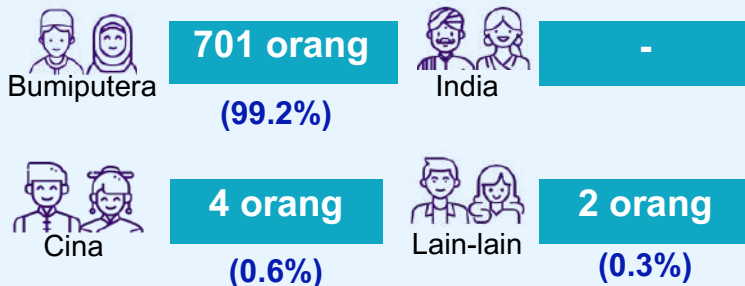 701 orang
Bumiputera
(99.2%)
-
India
4 orang
Cina
(0.6%)
2 orang
Lain-lain
(0.3%)